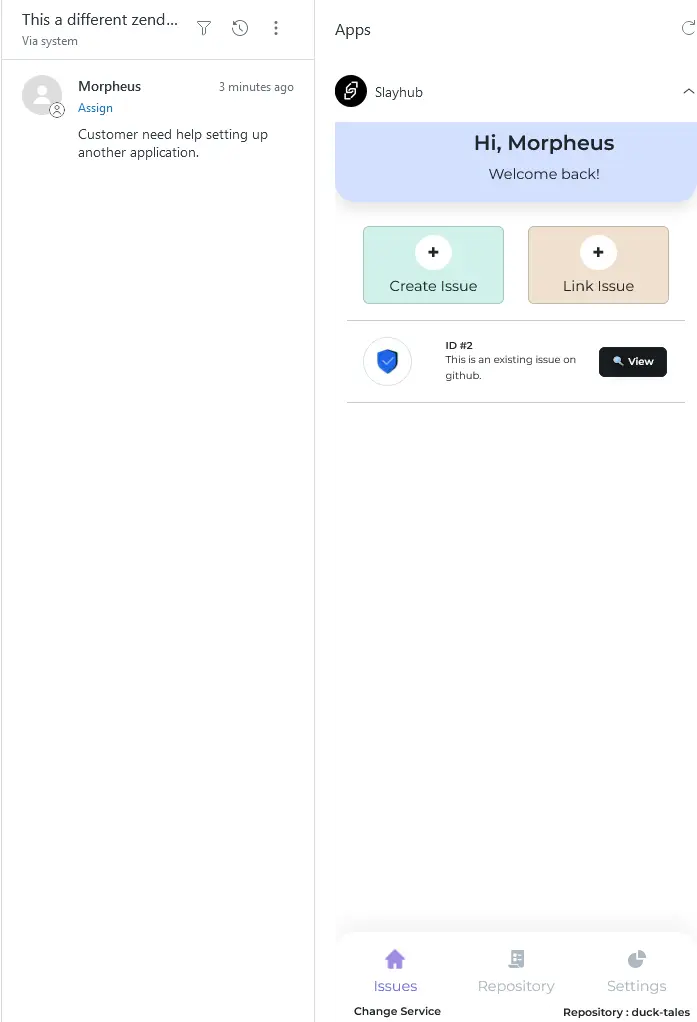 This a different zend...
Via system
Morpheus
3 minutes ago
Assign
Customer need help setting up
another application.
Apps
Slayhub
Hi, Morpheus
Welcome back!
Create Issue
Link Issue
ID #2
This is an existing issue on
github.
View
Issues
Repository
Settings
Change Service
Repository : duck-tales